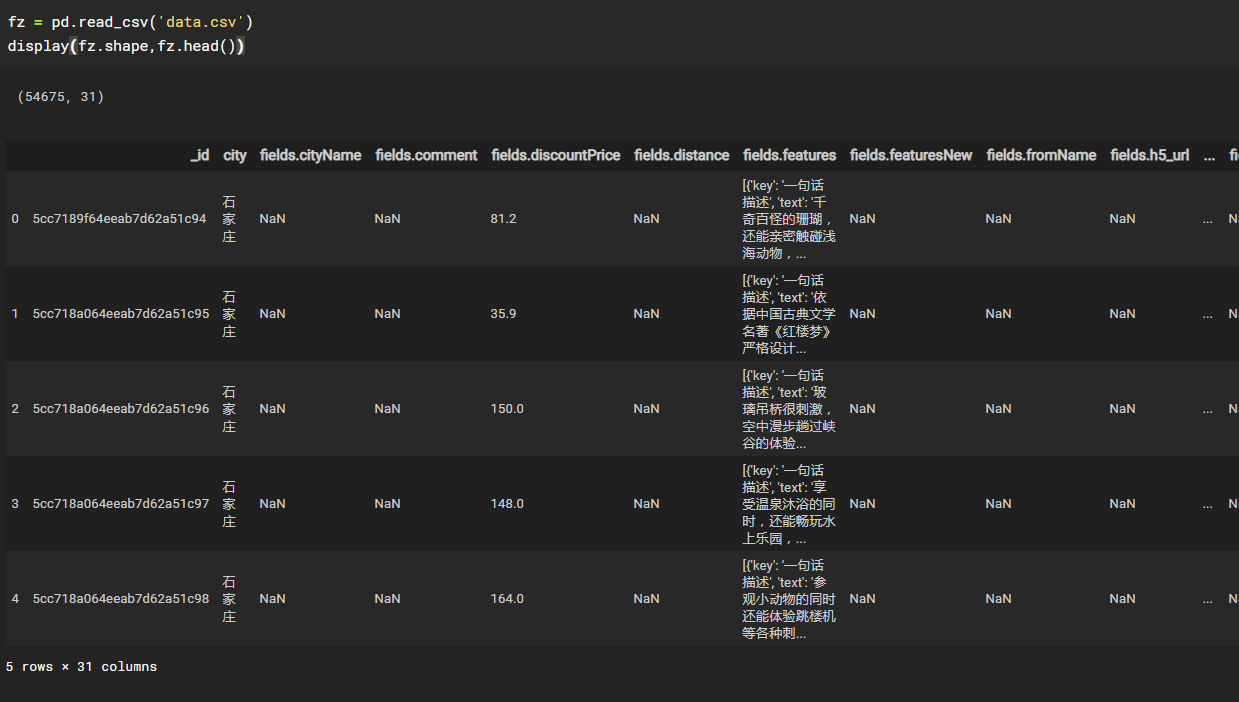 fz = pd.read_csv('data.csv')
display(fz.shape,fz.head())
(54675, 31)
_id city fields.cityName fields.comment fields.discountPrice fields.distance fields.features fields.featuresNew fields.fromName fields.h5_url ... fi
0 5cc7189f64eeab7d62a51c94 石家庄 NaN NaN 81.2 NaN [{'key': '一句话
描述', 'text': '千
奇百怪的珊瑚，
还能亲密触碰浅
海动物，... NaN NaN NaN ... N
1 5cc718a064eeab7d62a51c95 石家庄 NaN NaN 35.9 NaN [{'key': '一句话
描述', 'text': '依
据中国古典文学
名著《红楼梦》
严格设计... NaN NaN NaN ... N
2 5cc718a064eeab7d62a51c96 石家庄 NaN NaN 150.0 NaN [{'key': '一句话
描述', 'text': '玻
璃吊桥很刺激，
空中漫步趟过峡
谷的体验... NaN NaN NaN ... N
3 5cc718a064eeab7d62a51c97 石家庄 NaN NaN 148.0 NaN [{'key': '一句话
描述', 'text': '享
受温泉沐浴的同
时，还能畅玩水
上乐园，... NaN NaN NaN ... N
4 5cc718a064eeab7d62a51c98 石家庄 NaN NaN 164.0 NaN [{'key': '一句话
描述', 'text': '参
观小动物的同时
还能体验跳楼机
等各种刺... NaN NaN NaN ... N
5 rows × 31 columns